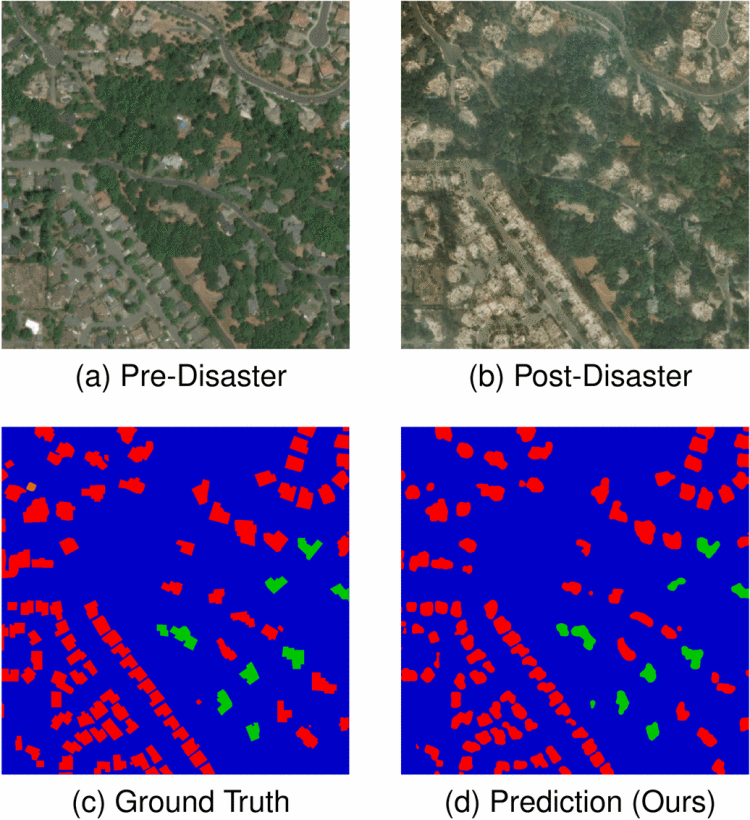 (a) Pre-Disaster
(b) Post-Disaster
(c) Ground Truth
(d) Prediction (Ours)